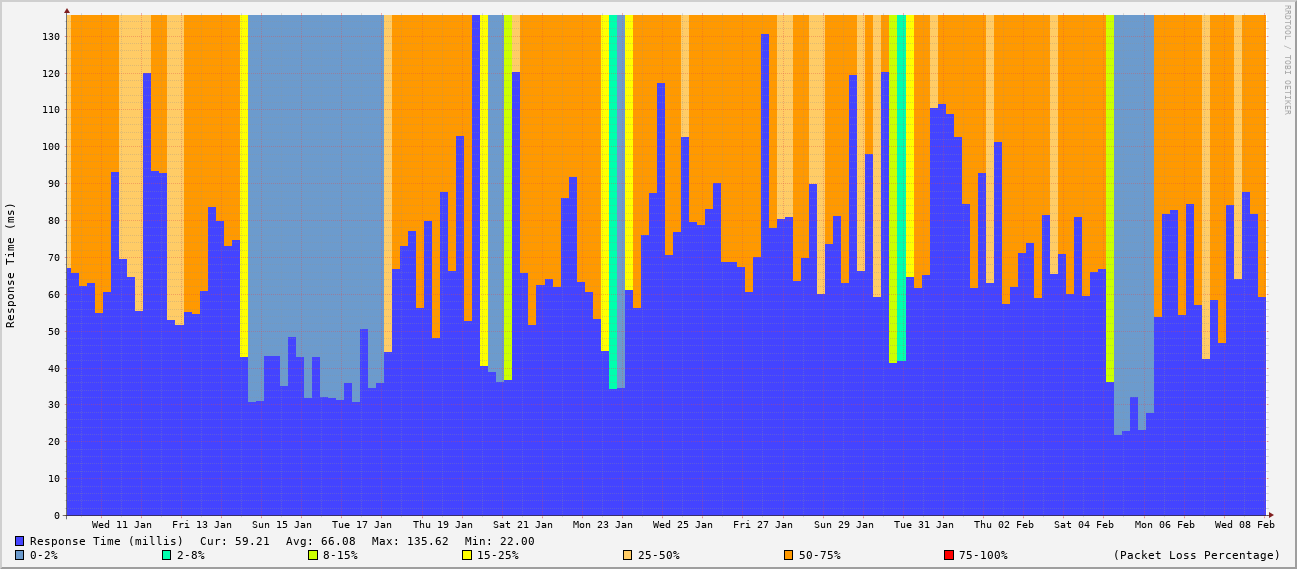 RRDTOOL / TOBI OETIKER
Response Time (ms)
130
120
110
100
90
80
70
60
50
40
30
20
10
0
Wed 11 Jan Fri 13 Jan Sun 15 Jan Tue 17 Jan Thu 19 Jan Sat 21 Jan Mon 23 Jan Wed 25 Jan Fri 27 Jan Sun 29 Jan Tue 31 Jan Thu 02 Feb Sat 04 Feb Mon 06 Feb Wed 08 Feb
Response Time (millis) Cur: 59.21 Avg: 66.08 Max: 135.62 Min: 22.00
0-2% 2-8% 8-15% 15-25% 25-50% 50-75% 75-100% (Packet Loss Percentage)